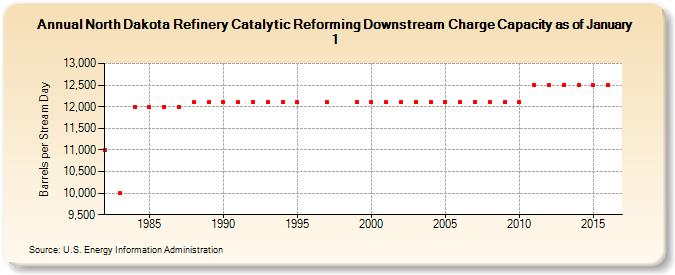 Annual North Dakota Refinery Catalytic Reforming Downstream Charge Capacity as of January
1
Barrels per Stream Day
13,000
12,500
12,000
11,500
11,000
10,500
10,000
9,500
1985 1990 1995 2000 2005 2010 2015
Source: U.S. Energy Information Administration